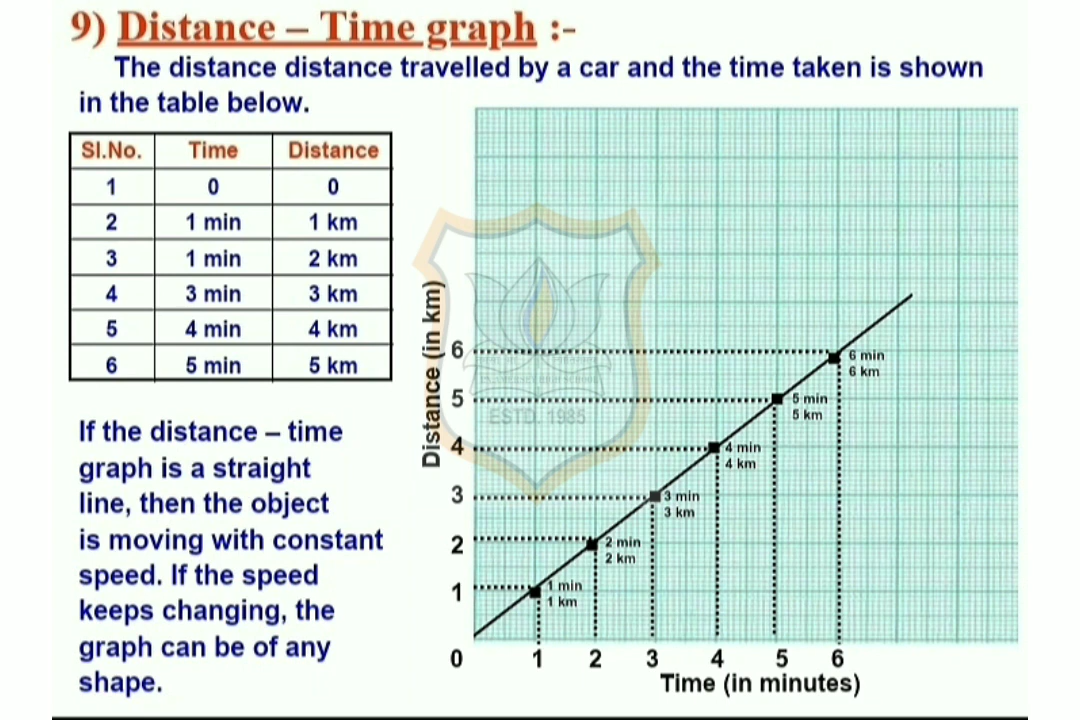 9) Distance – Time graph :-
The distance distance travelled by a car and the time taken is shown
in the table below.
Sl.No. Time Distance
1 0 0
2 1 min 1 km
3 1 min 2 km
4 3 min 3 km
5 4 min 4 km
6 5 min 5 km
If the distance – time
graph is a straight
line, then the object
is moving with constant
speed. If the speed
keeps changing, the
graph can be of any
shape.
Distance (in km)
6
5
4
3
2
1
0 1 2 3 4 5 6
Time (in minutes)
6 min
6 km
5 min
5 km
4 min
4 km
3 min
3 km
2 min
2 km
1 min
1 km
ESTD. 1985